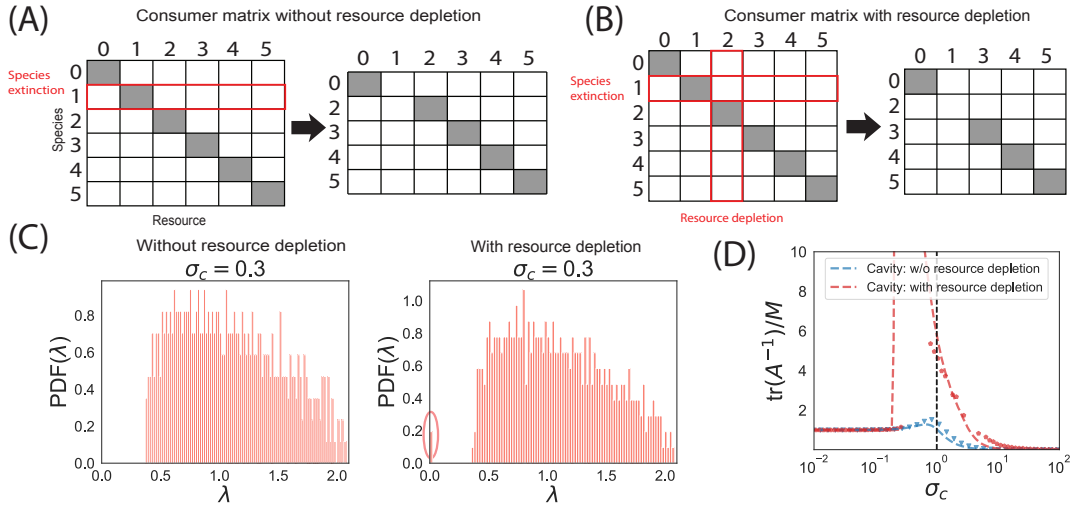 (A)
Consumer matrix without resource depletion
0 1 2 3 4 5
0 1 2 3 4 5
Species
extinction
0
1
2
3
4
5
Species
Resource
0
1
2
3
4
5
(B)
Consumer matrix with resource depletion
0 1 2 3 4 5
0 1 2 3 4 5
Species
extinction
0
1
2
3
4
5
Resource depletion
0
2
3
4
5
(C)
Without resource depletion
σc = 0.3
PDF(λ)
0.8
0.6
0.4
0.2
0.0
0.0 0.5 1.0 1.5 2.0
λ
With resource depletion
σc = 0.3
PDF(λ)
1.0
0.8
0.6
0.4
0.2
0.0
0.0 0.5 1.0 1.5 2.0
λ
(D)
Cavity: w/o resource depletion
Cavity: with resource depletion
tr(A⁻¹)/M
10
8
6
4
2
10⁻² 10⁻¹ 10⁰ 10¹ 10²
σc